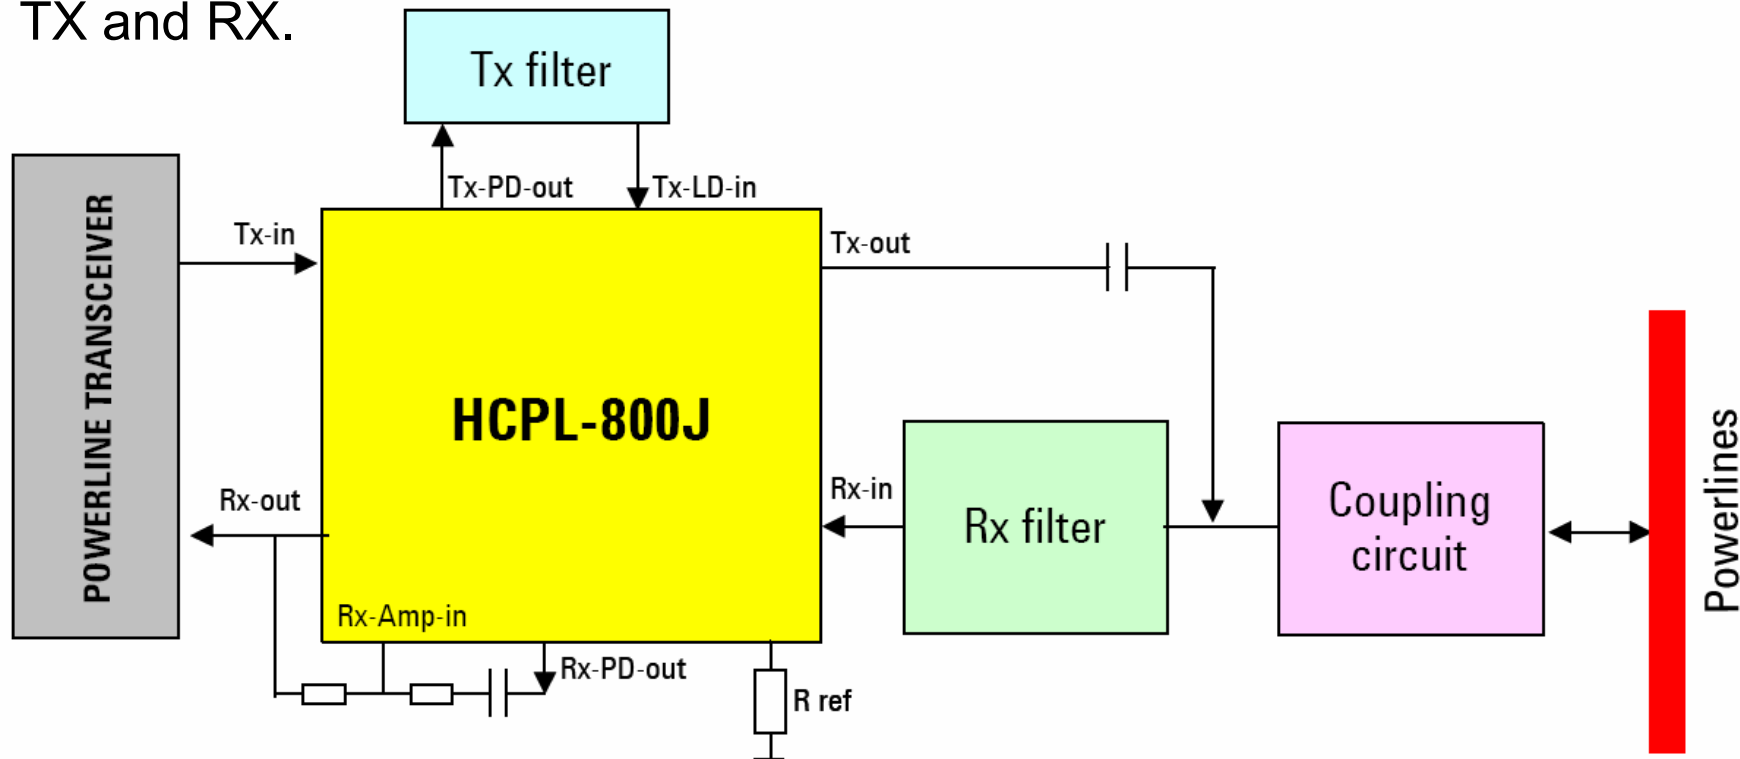 TX and RX.
Tx filter
Tx-PD-out
Tx-LD-in
POWERLINE TRANSCEIVER
Tx-in
Tx-out
HCPL-800J
Rx-out
Rx-in
Rx filter
Coupling
circuit
Powerlines
Rx-Amp-in
Rx-PD-out
R ref